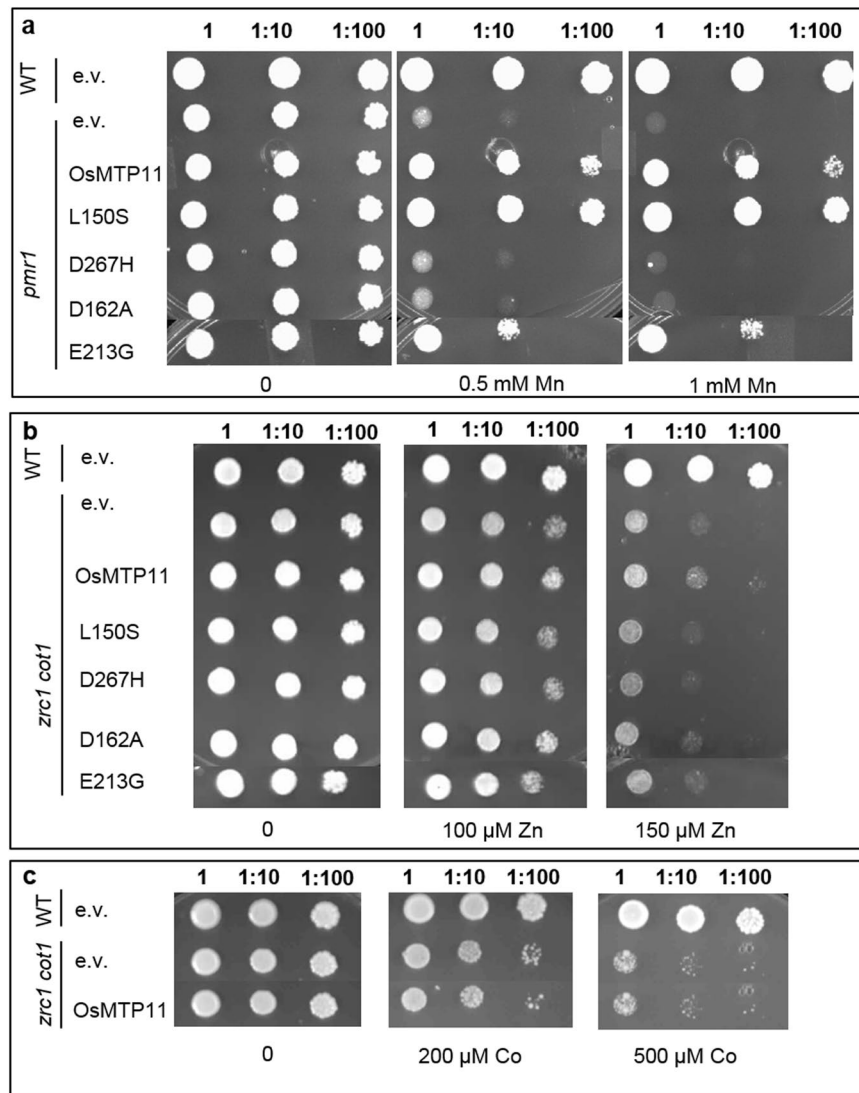 a
1 1:10 1:100 1 1:10 1:100 1 1:10 1:100
WT
e.v.
pmr1
e.v.
OsMTP11
L150S
D267H
D162A
E213G
0 0.5 mM Mn 1 mM Mn
b
1 1:10 1:100 1 1:10 1:100 1 1:10 1:100
WT
e.v.
zrc1 cot1
e.v.
OsMTP11
L150S
D267H
D162A
E213G
0 100 µM Zn 150 µM Zn
c
1 1:10 1:100 1 1:10 1:100 1 1:10 1:100
WT
e.v.
zrc1 cot1
e.v.
OsMTP11
0 200 µM Co 500 µM Co